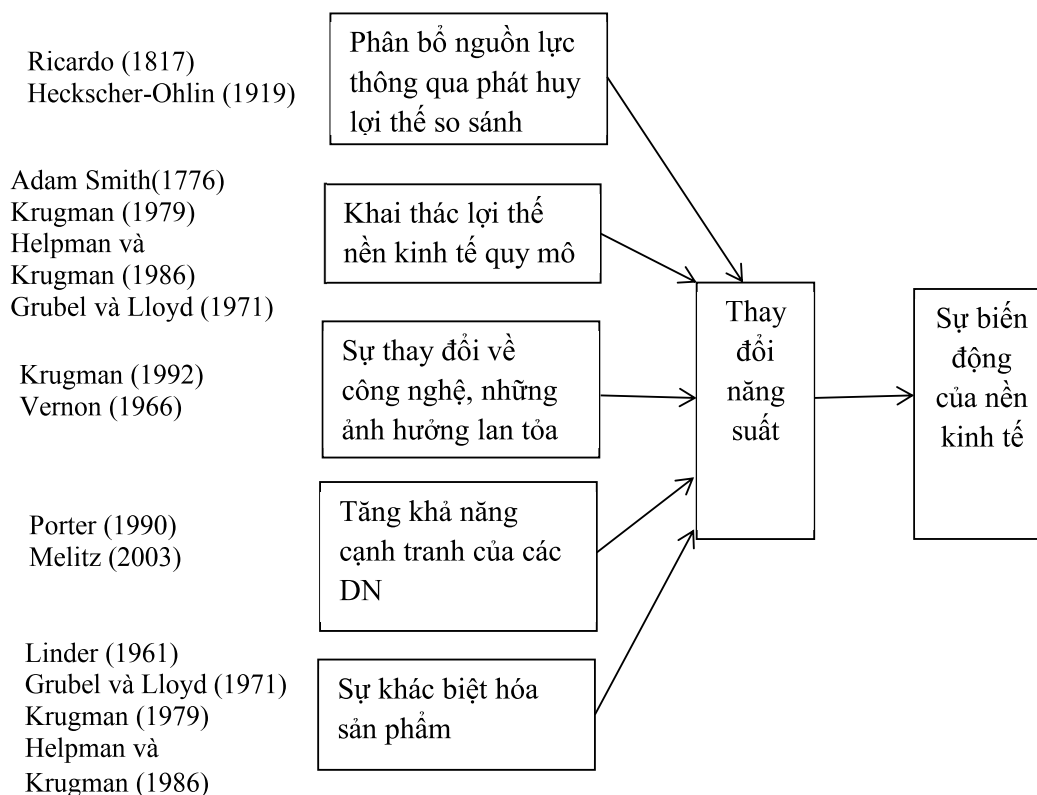 Ricardo (1817)
Heckscher-Ohlin (1919)
Phân bổ nguồn lực
thông qua phát huy
lợi thế so sánh
Adam Smith(1776)
Krugman (1979)
Helpman và
Krugman (1986)
Grubel và Lloyd (1971)
Khai thác lợi thế
nền kinh tế quy mô
Krugman (1992)
Vernon (1966)
Sự thay đổi về
công nghệ, những
ảnh hưởng lan tỏa
Porter (1990)
Melitz (2003)
Tăng khả năng
cạnh tranh của các
DN
Linder (1961)
Grubel và Lloyd (1971)
Krugman (1979)
Helpman và
Krugman (1986)
Sự khác biệt hóa
sản phẩm
Thay
đổi
năng
suất
Sự biến
động
của nền
kinh tế